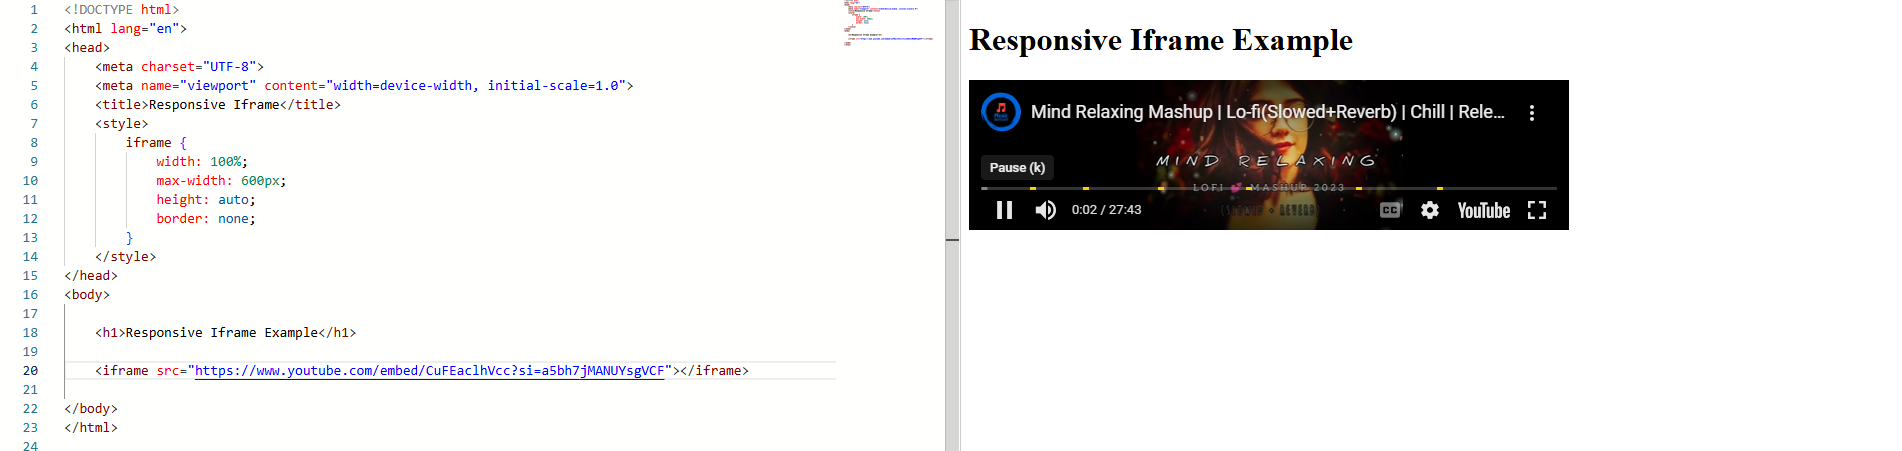 1 <!DOCTYPE html>
2 <html lang="en">
3 <head>
4 <meta charset="UTF-8">
5 <meta name="viewport" content="width=device-width, initial-scale=1.0">
6 <title>Responsive Iframe</title>
7 <style>
8 iframe {
9 width: 100%;
10 max-width: 600px;
11 height: auto;
12 border: none;
13 }
14 </style>
15 </head>
16 <body>
17
18 <h1>Responsive Iframe Example</h1>
19
20 <iframe src="https://www.youtube.com/embed/CuFEaclhVcc?si=a5bh7jMANUYsgVCF"></iframe>
21
22 </body>
23 </html>
24
Responsive Iframe Example
Mind Relaxing Mashup | Lo-fi(Slowed+Reverb) | Chill | Rele...
MIND RELAXING
Pause (k)
LOFI 💕 MASHUP 2023
0:02 / 27:43
(SLOWED + REVERB)
CC
YouTube